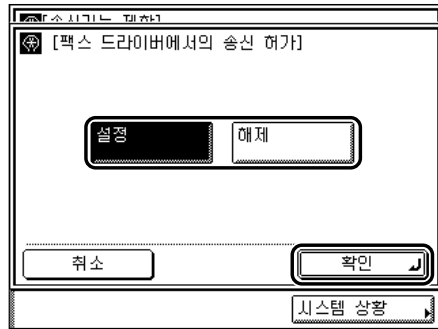 [팩스 드라이버에서의 송신 허가]
설정
해제
취소
확인
시스템 상황